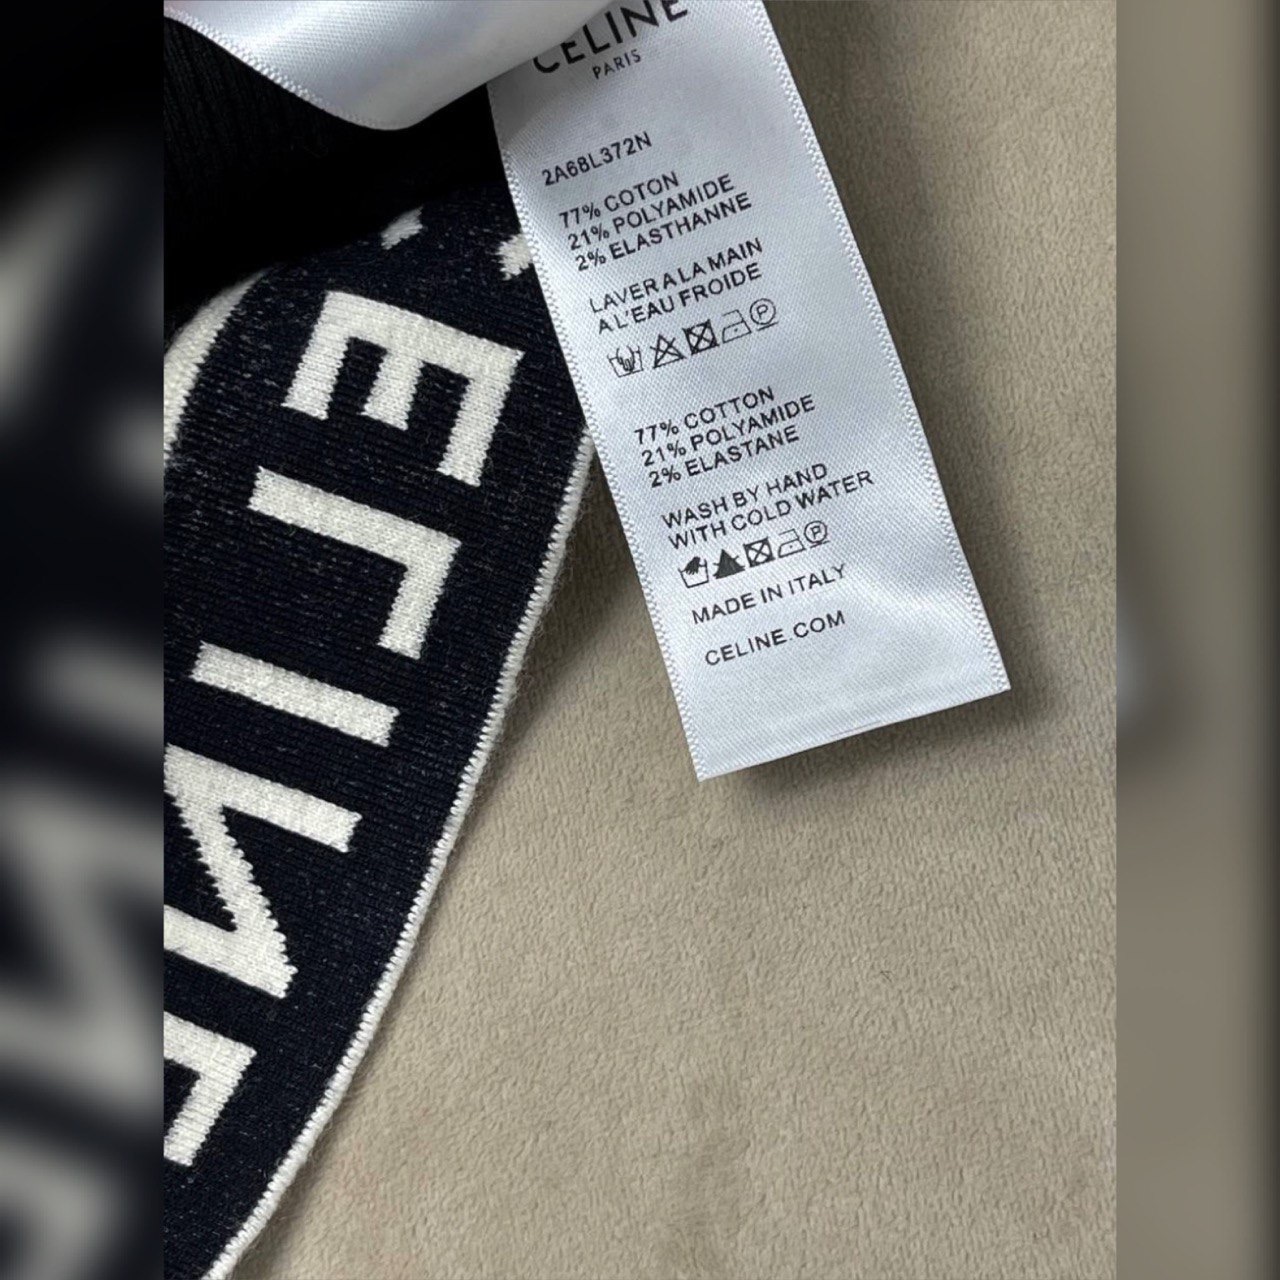 CELINE
PARIS
2A68L372N
77% COTON
21% POLYAMIDE
2% ELASTHANNE
LAVER A LA MAIN
A L'EAU FROIDE
P
77% COTTON
21% POLYAMIDE
2% ELASTANE
WASH BY HAND
WITH COLD WATER
P
MADE IN ITALY
CELINE.COM